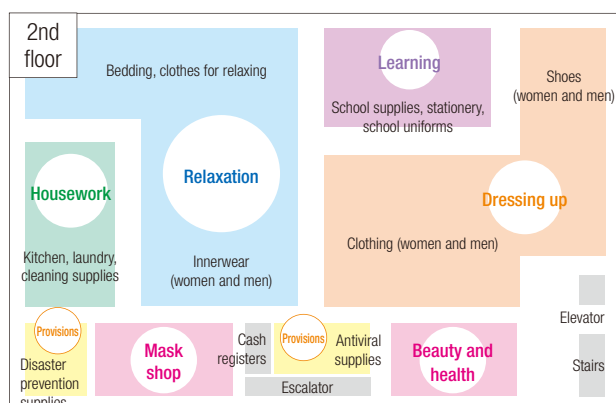 2nd
floor
Bedding, clothes for relaxing
Learning
School supplies, stationery,
school uniforms
Shoes
(women and men)
Housework
Kitchen, laundry,
cleaning supplies
Relaxation
Innerwear
(women and men)
Dressing up
Clothing (women and men)
Provisions
Disaster
prevention
supplies
Mask
shop
Cash
registers
Provisions
Antiviral
supplies
Escalator
Beauty and
health
Elevator
Stairs